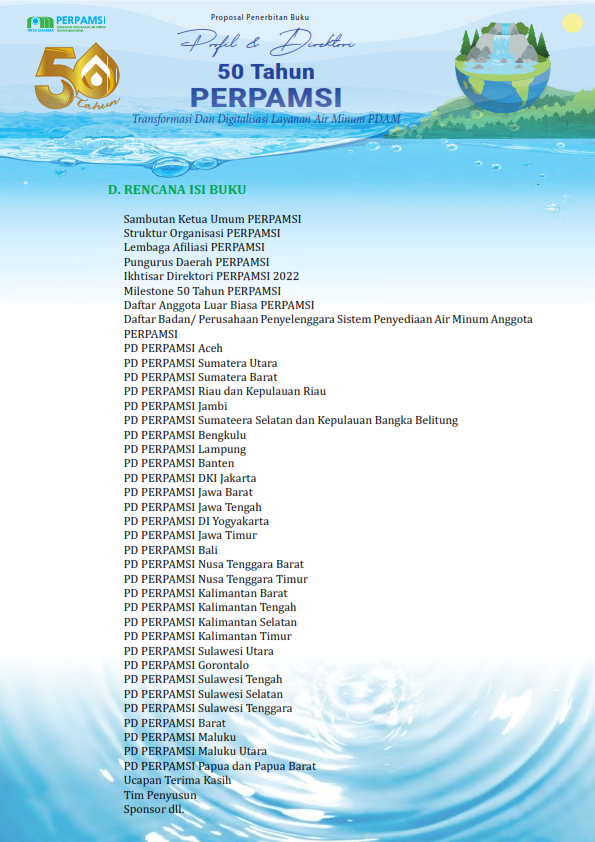 Proposal Penerbitan Buku
PERPAMSI
Profil & Direktori
50 Tahun
PERPAMSI
50 tahun
Transformasi Dan Digitalisasi Layanan Air Minum PDAM
D. RENCANA ISI BUKU
Sambutan Ketua Umum PERPAMSI
Struktur Organisasi PERPAMSI
Lembaga Afiliasi PERPAMSI
Pungurus Daerah PERPAMSI
Ikhtisar Direktori PERPAMSI 2022
Milestone 50 Tahun PERPAMSI
Daftar Anggota Luar Biasa PERPAMSI
Daftar Badan/ Perusahaan Penyelenggara Sistem Penyediaan Air Minum Anggota
PERPAMSI
PD PERPAMSI Aceh
PD PERPAMSI Sumatera Utara
PD PERPAMSI Sumatera Barat
PD PERPAMSI Riau dan Kepulauan Riau
PD PERPAMSI Jambi
PD PERPAMSI Sumateera Selatan dan Kepulauan Bangka Belitung
PD PERPAMSI Bengkulu
PD PERPAMSI Lampung
PD PERPAMSI Banten
PD PERPAMSI DKI Jakarta
PD PERPAMSI Jawa Barat
PD PERPAMSI Jawa Tengah
PD PERPAMSI DI Yogyakarta
PD PERPAMSI Jawa Timur
PD PERPAMSI Bali
PD PERPAMSI Nusa Tenggara Barat
PD PERPAMSI Nusa Tenggara Timur
PD PERPAMSI Kalimantan Barat
PD PERPAMSI Kalimantan Tengah
PD PERPAMSI Kalimantan Selatan
PD PERPAMSI Kalimantan Timur
PD PERPAMSI Sulawesi Utara
PD PERPAMSI Gorontalo
PD PERPAMSI Sulawesi Tengah
PD PERPAMSI Sulawesi Selatan
PD PERPAMSI Sulawesi Tenggara
PD PERPAMSI Barat
PD PERPAMSI Maluku
PD PERPAMSI Maluku Utara
PD PERPAMSI Papua dan Papua Barat
Ucapan Terima Kasih
Tim Penyusun
Sponsor dll.